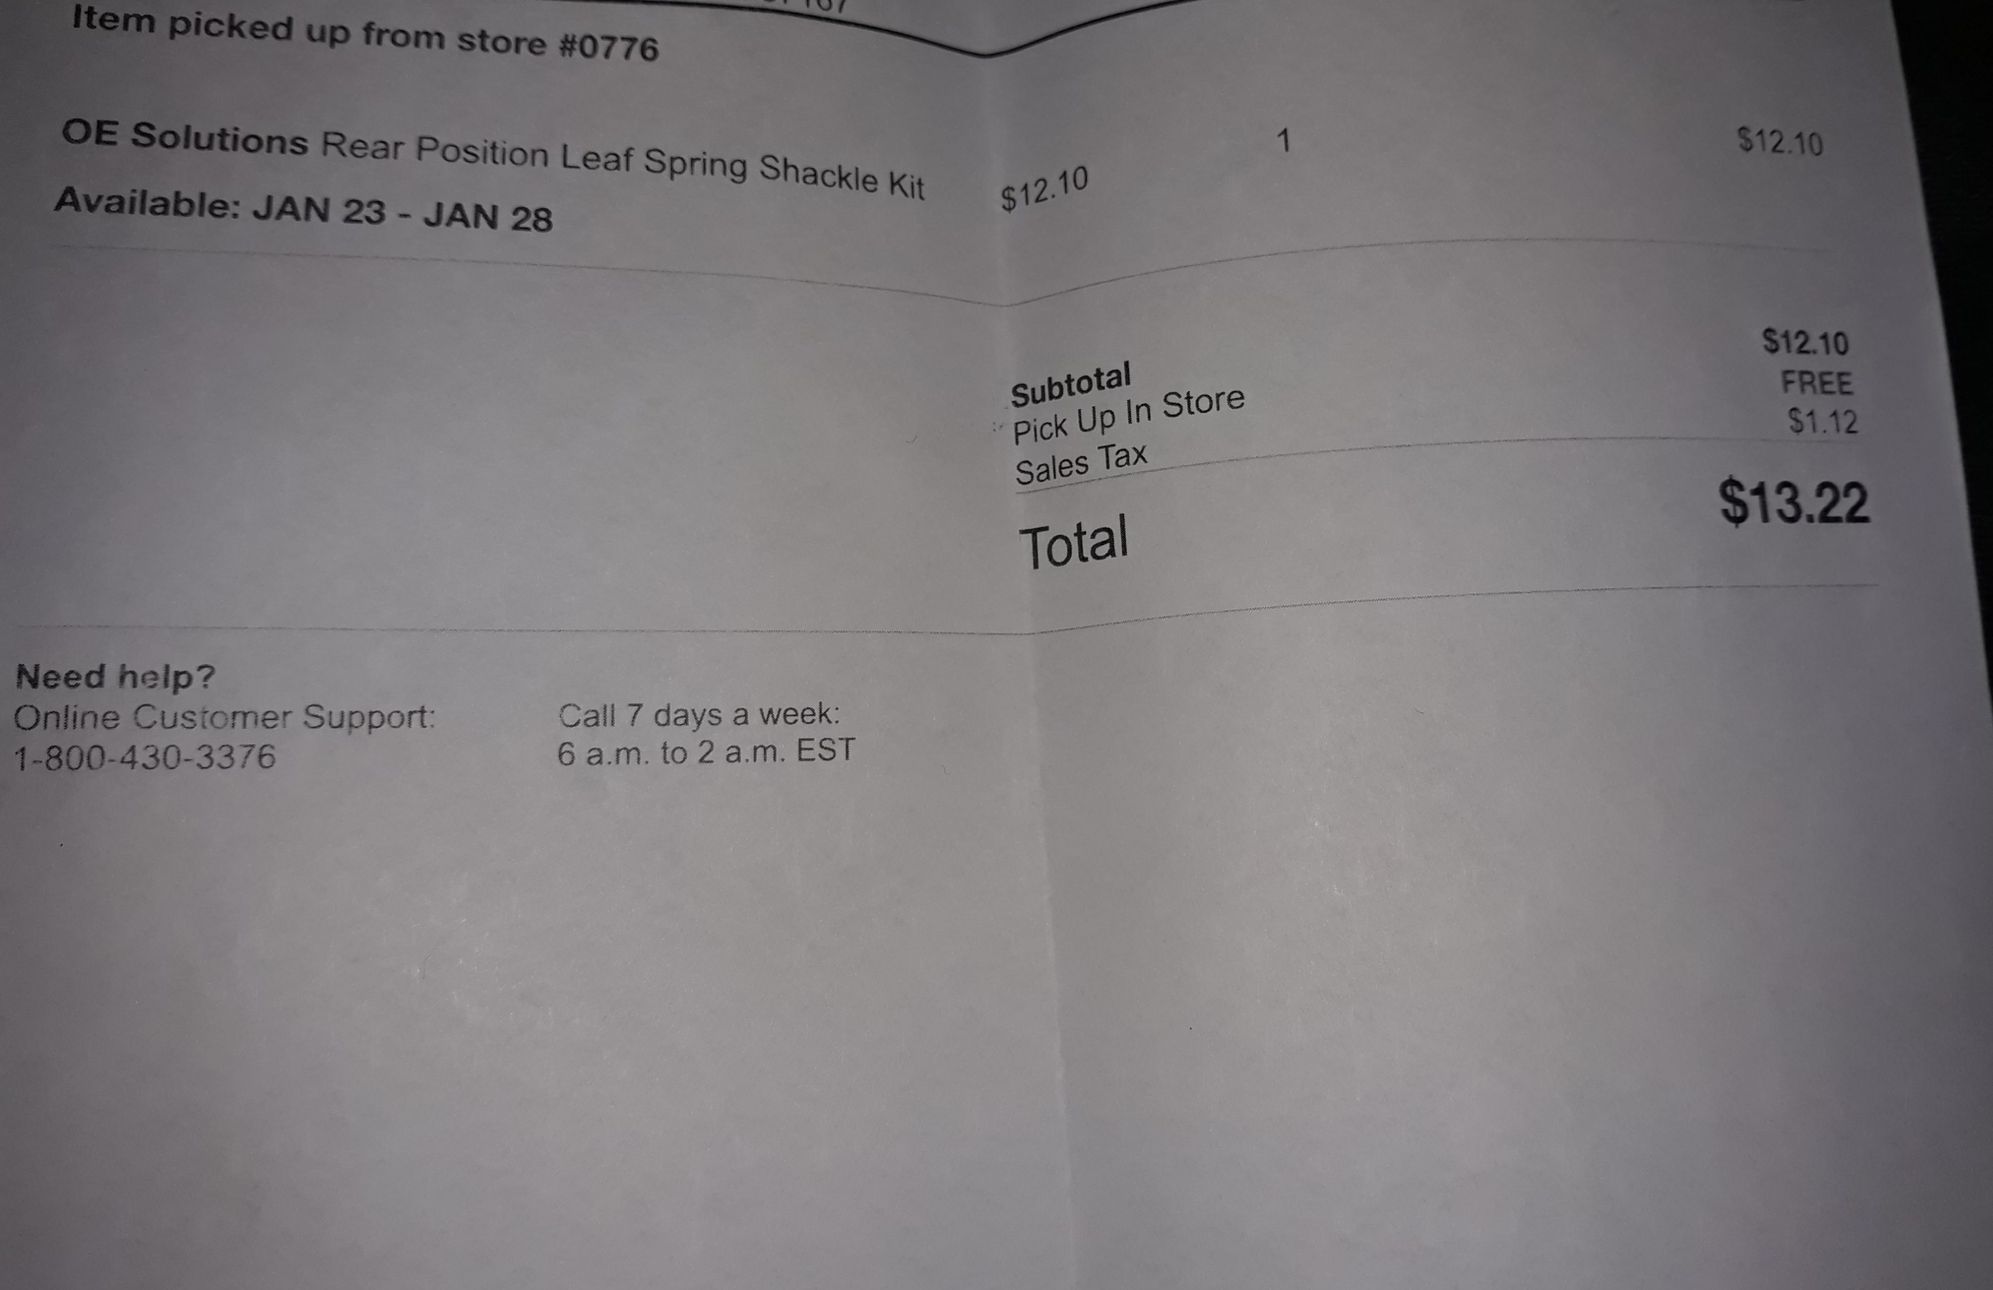 Item picked up from store #0776
OE Solutions Rear Position Leaf Spring Shackle Kit $12.10 1 $12.10
Available: JAN 23 - JAN 28
Subtotal $12.10
Pick Up In Store FREE
Sales Tax $1.12
Total $13.22
Need help?
Online Customer Support: Call 7 days a week:
1-800-430-3376 6 a.m. to 2 a.m. EST